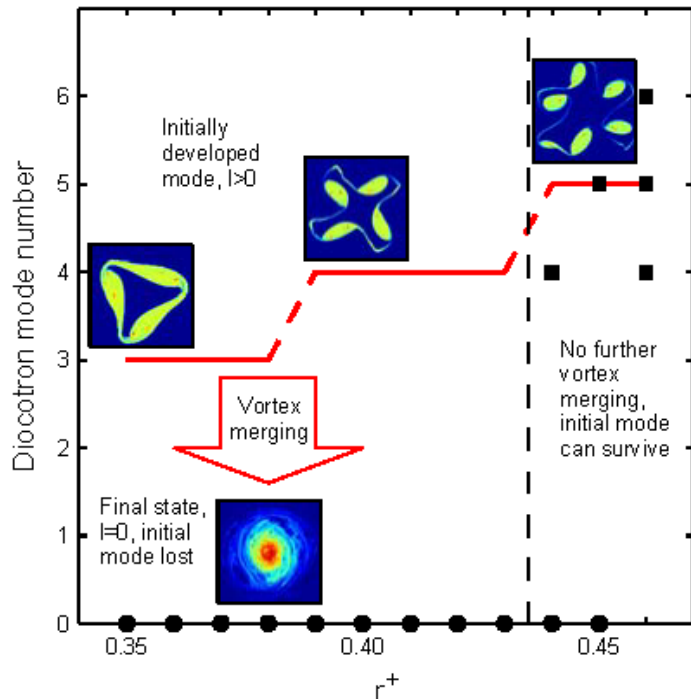 6
5
4
3
2
1
0
Diocotron mode number
Initially
developed
mode, l>0
Vortex
merging
No further
vortex
merging,
initial mode
can survive
Final state,
l=0, initial
mode lost
0.35
0.40
0.45
r+